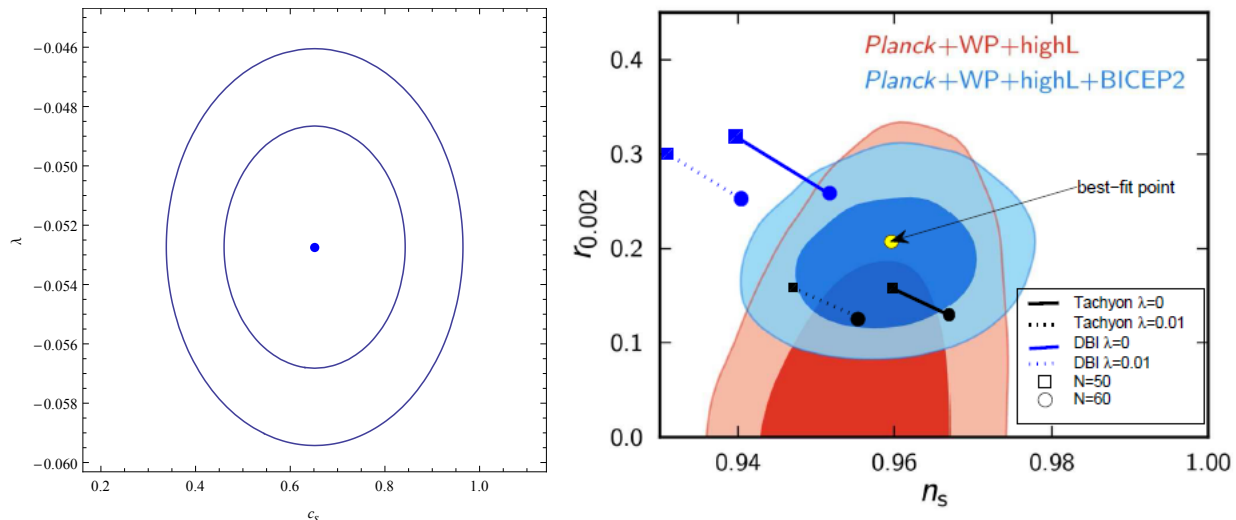 −0.046
−0.048
−0.050
−0.052
−0.054
−0.056
−0.058
−0.060
λ
0.2
0.4
0.6
0.8
1.0
c_s
0.4
0.3
0.2
0.1
0.0
r_0.002
Planck+WP+highL
Planck+WP+highL+BICEP2
best−fit point
Tachyon λ=0
Tachyon λ=0.01
DBI λ=0
DBI λ=0.01
N=50
N=60
0.94
0.96
0.98
1.00
n_s